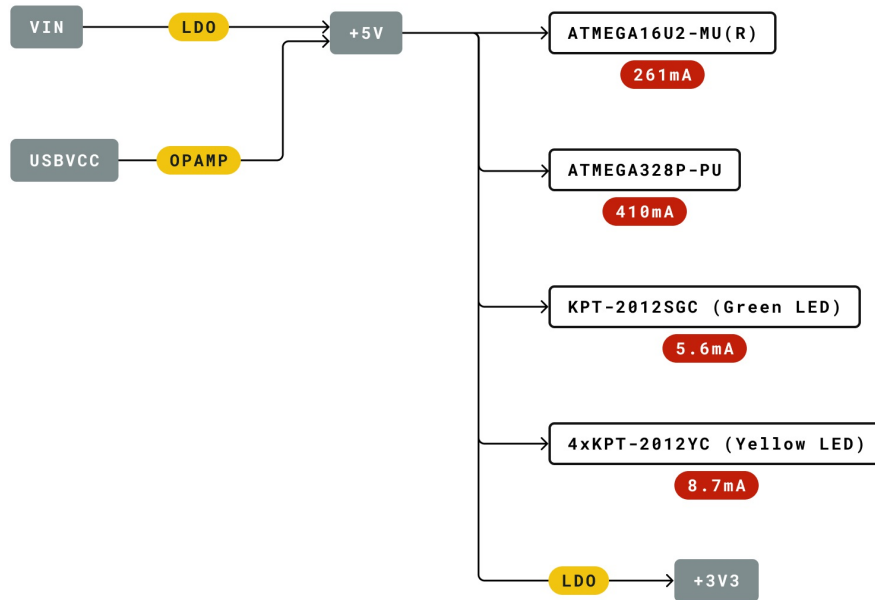 VIN
LDO
+5V
ATMEGA16U2-MU(R)
261mA
USBVCC
OPAMP
ATMEGA328P-PU
410mA
KPT-2012SGC (Green LED)
5.6mA
4xKPT-2012YC (Yellow LED)
8.7mA
LDO
+3V3